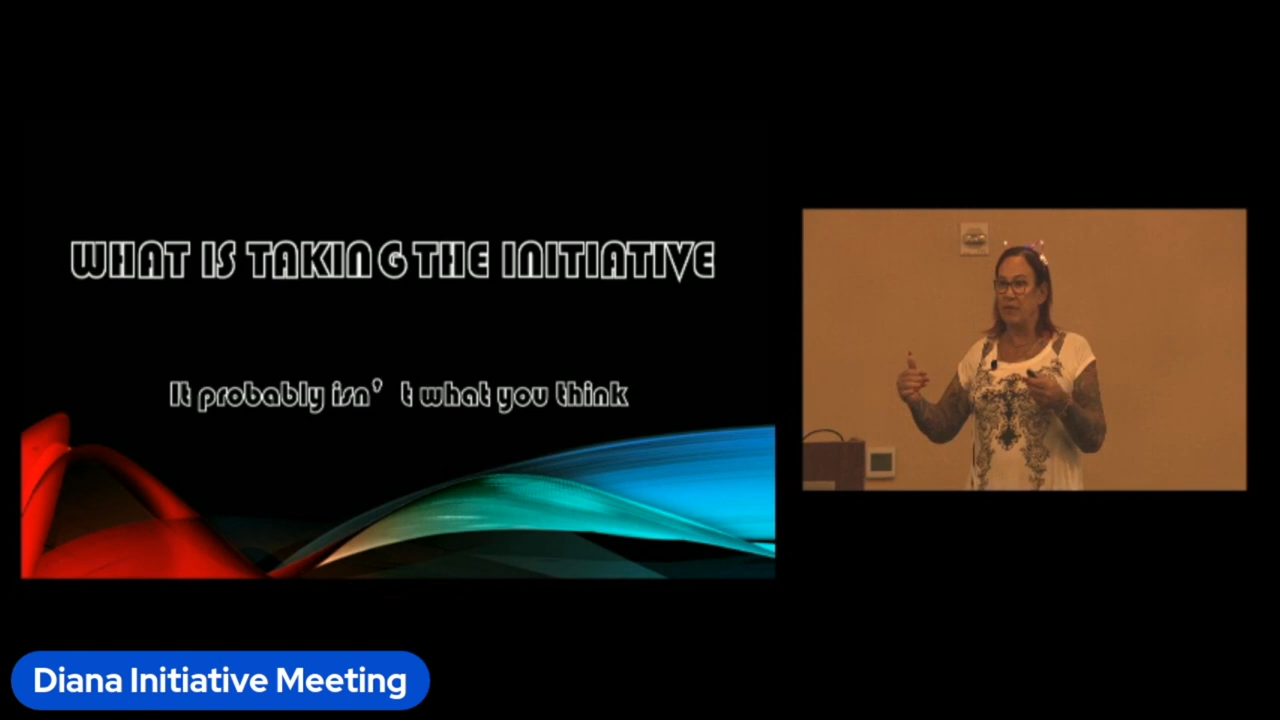 WHAT IS TAKING THE INITIATIVE
It probably isn’t what you think
Diana Initiative Meeting